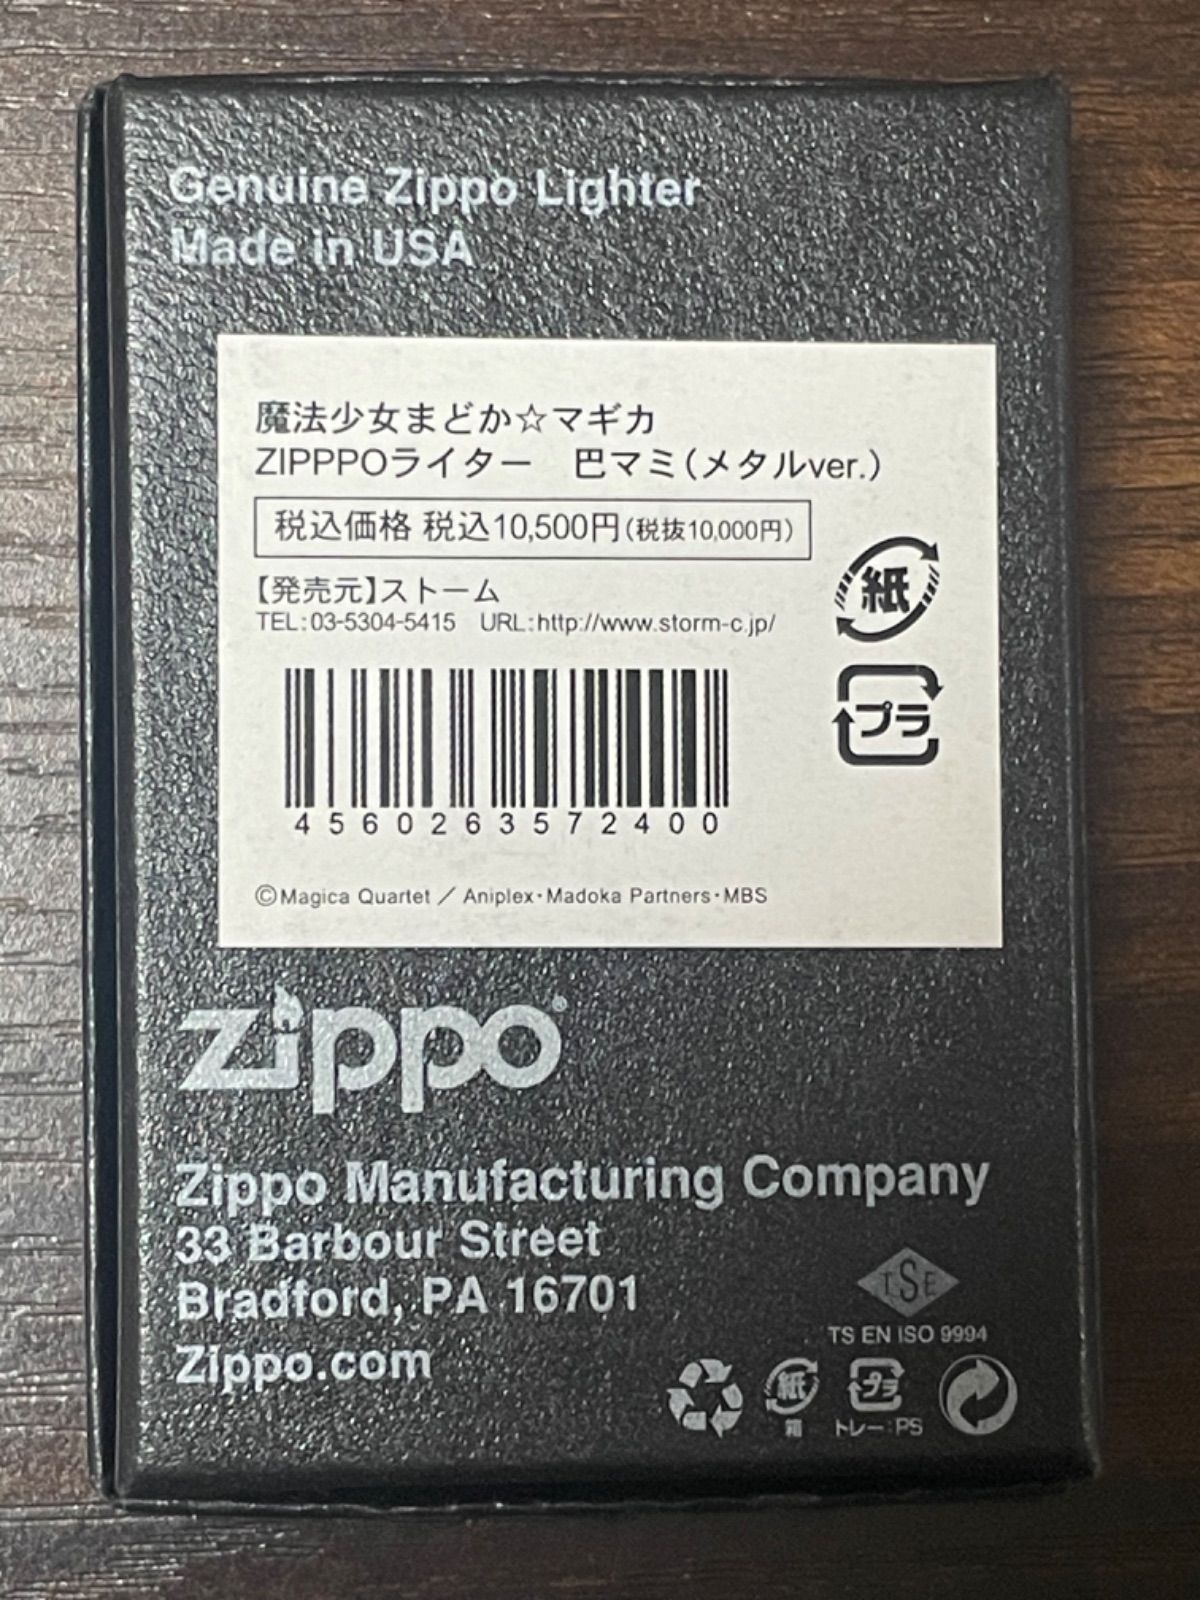 Genuine Zippo Lighter
Made in USA
魔法少女まどか☆マギカ
ZIPPPOライター　巴マミ(メタルver.)
税込価格 税込10,500円(税抜10,000円)
【発売元】ストーム
TEL:03-5304-5415 URL:http://www.storm-c.jp/
紙
プラ
4560263572400
©Magica Quartet / Aniplex・Madoka Partners・MBS
zippo®
Zippo Manufacturing Company
33 Barbour Street
Bradford, PA 16701
Zippo.com
TSE
TS EN ISO 9994
紙
プラ
箱
トレー:PS